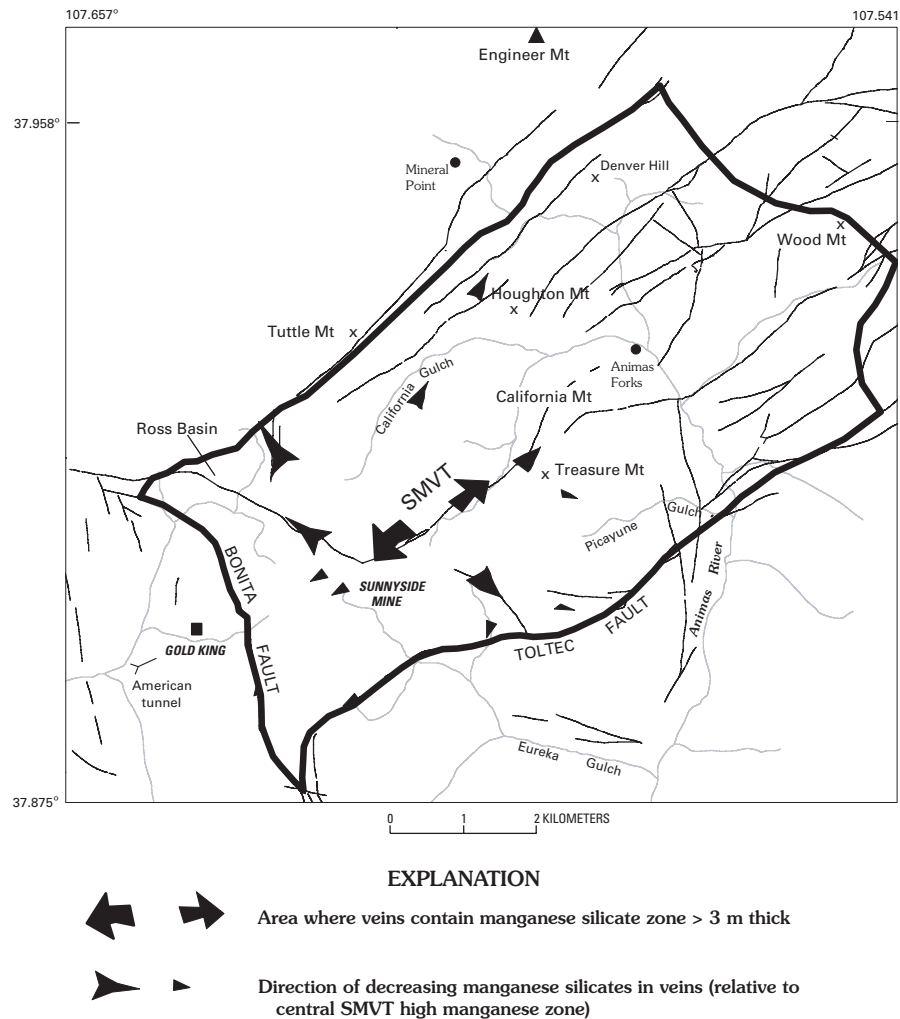 107.657°
107.541°
Engineer Mt
37.958°
Mineral
Point
x Denver Hill
Wood Mt x
Houghton Mt
x
Tuttle Mt x
California Gulch
Animas
Forks
California Mt
Ross Basin
SMVT
x Treasure Mt
Picayune Gulch
BONITA FAULT
SUNNYSIDE
MINE
Animas River
GOLD KING
TOLTEC FAULT
American
tunnel
Eureka Gulch
37.875°
0 1 2 KILOMETERS
EXPLANATION
Area where veins contain manganese silicate zone > 3 m thick
Direction of decreasing manganese silicates in veins (relative to
central SMVT high manganese zone)